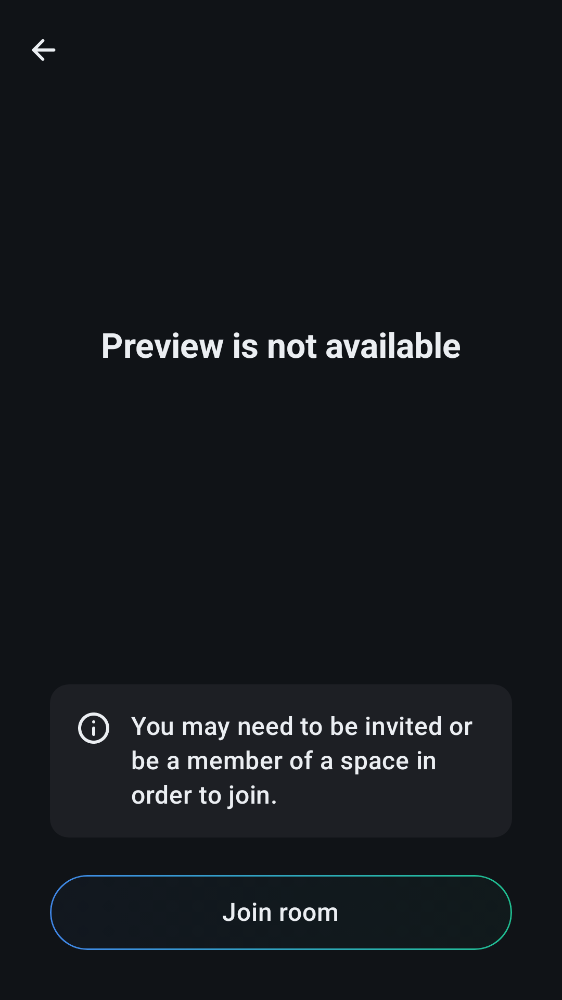 Preview is not available
You may need to be invited or
be a member of a space in
order to join.
Join room